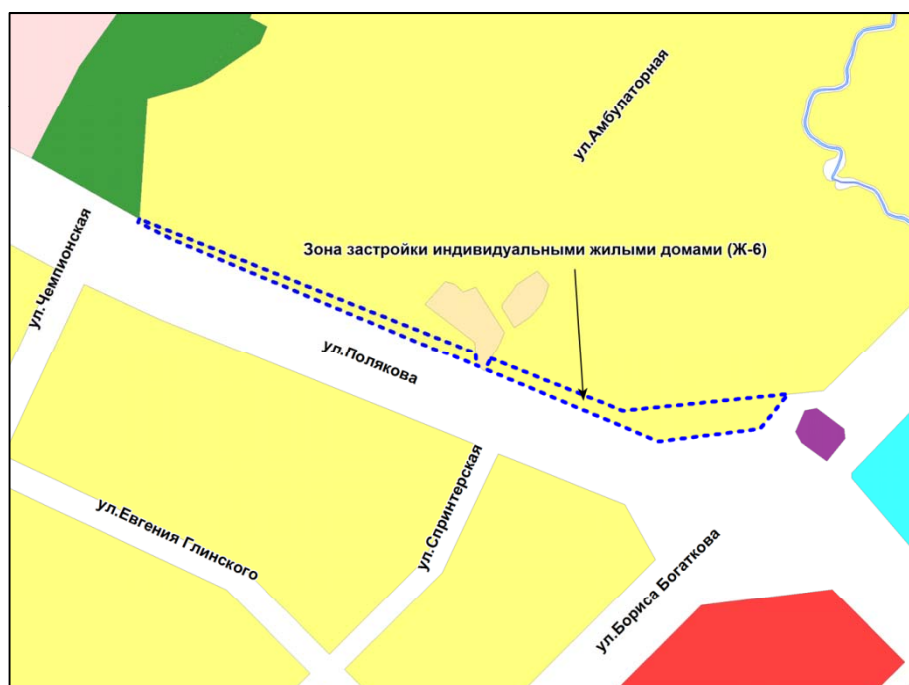 ул.Амбулаторная
ул.Чемпионская
Зона застройки индивидуальными жилыми домами (Ж-6)
ул.Полякова
ул.Евгения Глинского
ул.Спринтерская
ул.Бориса Богаткова